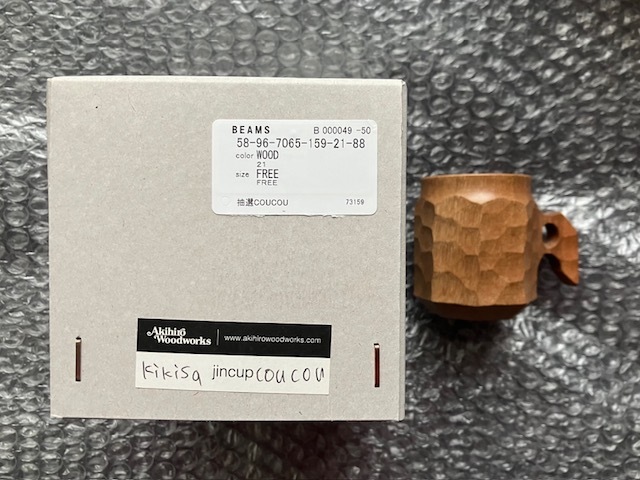 BEAMS B 000049 -50
58-96-7065-159-21-88
color WOOD
21
size FREE
FREE
抽選COUCOU 73159
Akihiro Woodworks www.akihirowoodworks.com
kikisa jincup coucou